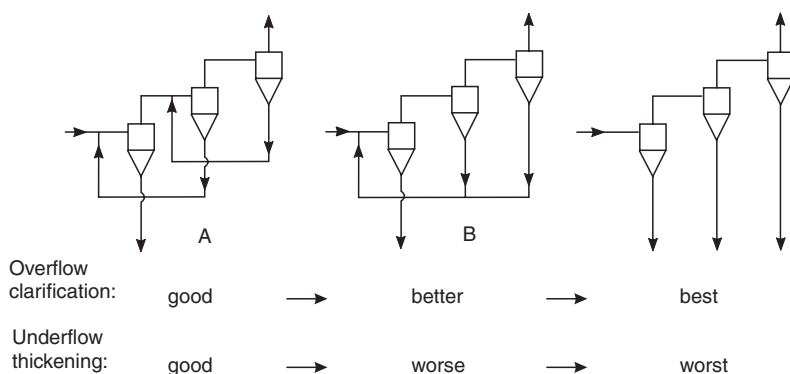 A
B
Overflow
clarification:
good
better
best
Underflow
thickening:
good
worse
worst